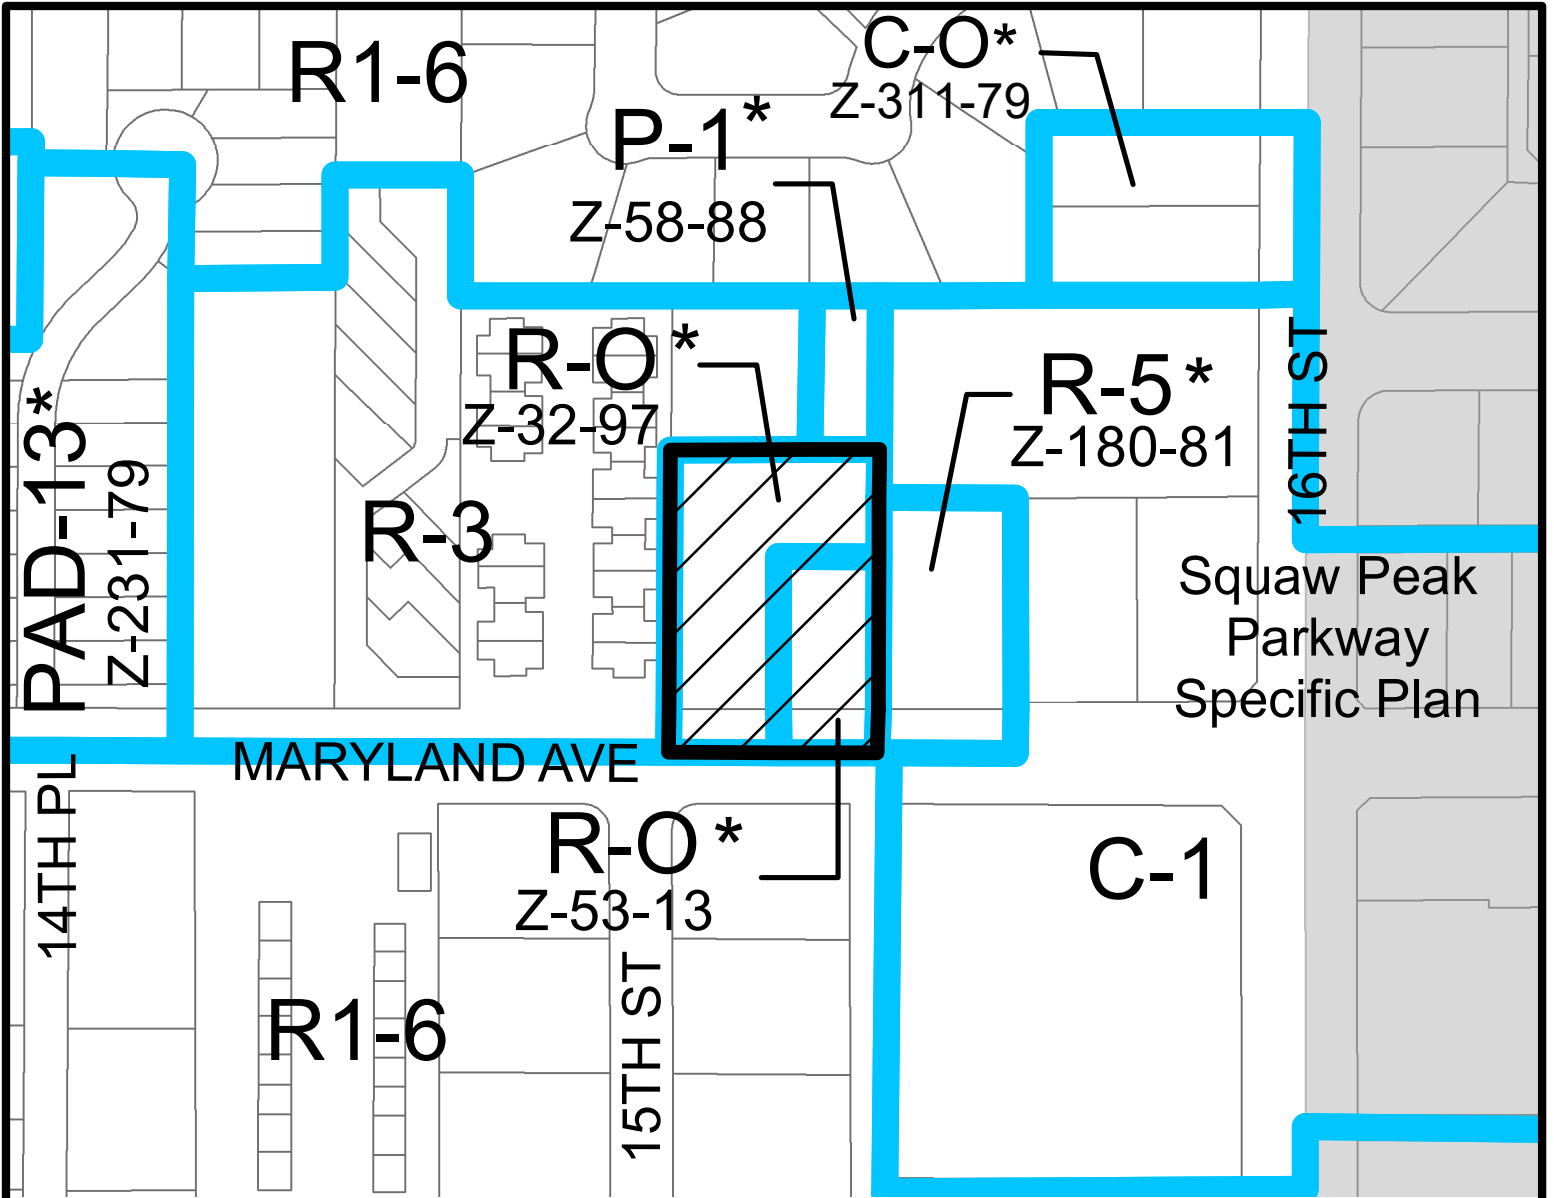 R1-6
C-O*
Z-311-79
P-1*
Z-58-88
R-O*
Z-32-97
R-5*
Z-180-81
16TH ST
PAD-13*
Z-231-79
R-3
Squaw Peak
Parkway
Specific Plan
MARYLAND AVE
14TH PL
R-O*
Z-53-13
C-1
R1-6
15TH ST